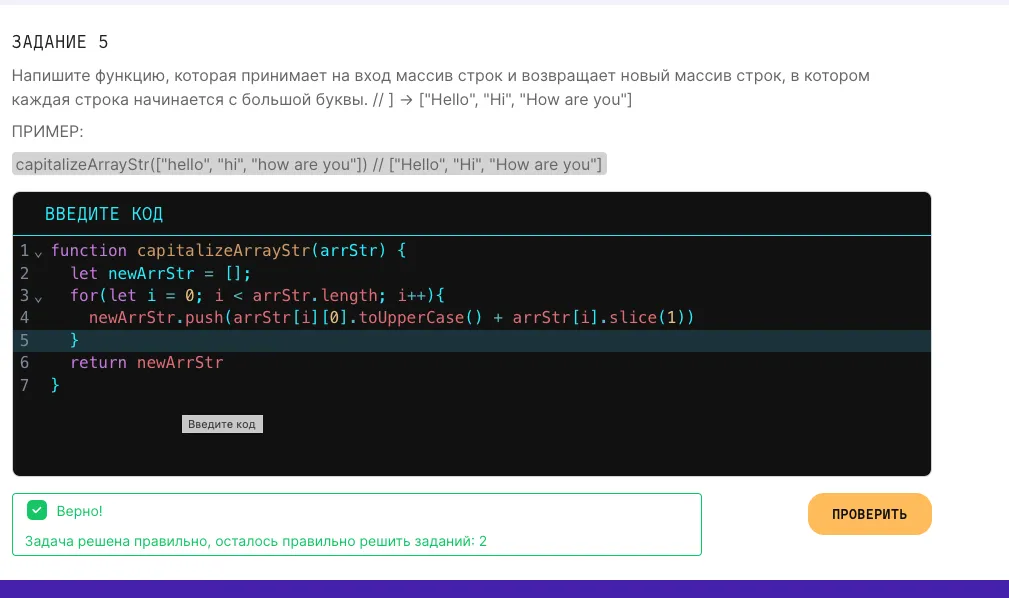 ЗАДАНИЕ 5
Напишите функцию, которая принимает на вход массив строк и возвращает новый массив строк, в котором
каждая строка начинается с большой буквы. // ] → ["Hello", "Hi", "How are you"]
ПРИМЕР:
capitalizeArrayStr(["hello", "hi", "how are you"]) // ["Hello", "Hi", "How are you"]
ВВЕДИТЕ КОД
1 function capitalizeArrayStr(arrStr) {
2 let newArrStr = [];
3 for(let i = 0; i < arrStr.length; i++){
4 newArrStr.push(arrStr[i][0].toUpperCase() + arrStr[i].slice(1))
5 }
6 return newArrStr
7 }
Введите код
Верно!
Задача решена правильно, осталось правильно решить заданий: 2
ПРОВЕРИТЬ